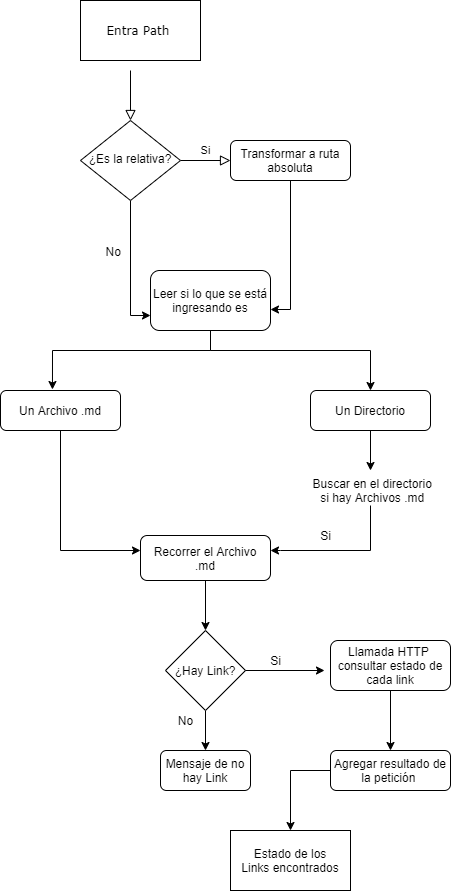 Entra Path
¿Es la relativa?
Si
Transformar a ruta
absoluta
No
Leer si lo que se está
ingresando es
Un Archivo .md
Un Directorio
Buscar en el directorio
si hay Archivos .md
Si
Recorrer el Archivo
.md
¿Hay Link?
Si
Llamada HTTP
consultar estado de
cada link
No
Mensaje de no
hay Link
Agregar resultado de
la petición
Estado de los
Links encontrados